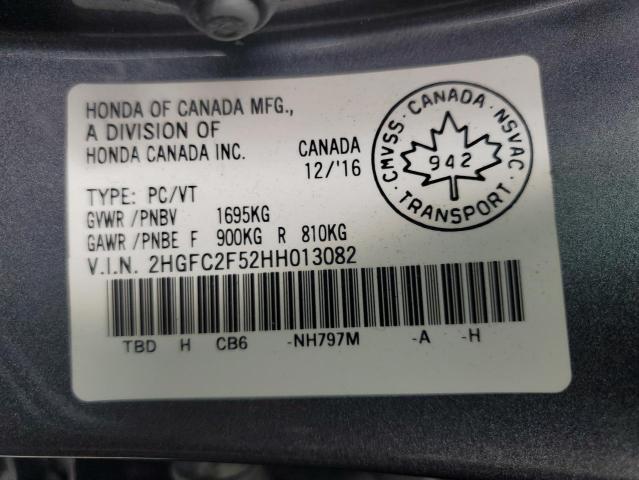 HONDA OF CANADA MFG.,
A DIVISION OF
HONDA CANADA INC.
CANADA
12/'16
TYPE: PC/VT
GVWR /PNBV 1695KG
GAWR /PNBE F 900KG R 810KG
V.I.N. 2HGFC2F52HH013082
TBD H CB6 -NH797M -A -H
CMVSS · CANADA · NSVAC
942
TRANSPORT